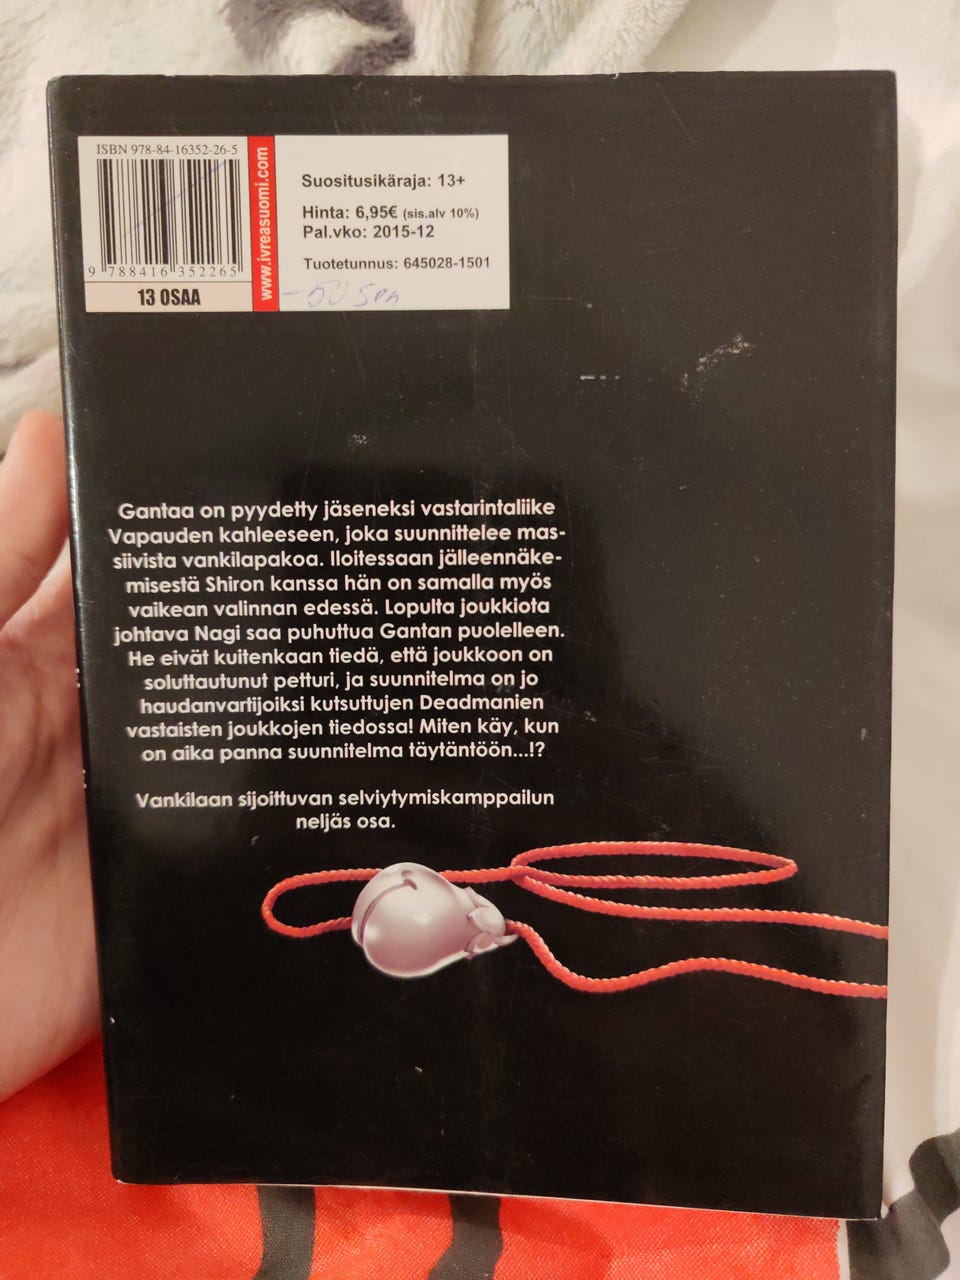 ISBN 978-84-16352-26-5
9 788416 352265
13 OSAA
www.ivreasuomi.com
Suositusikäraja: 13+
Hinta: 6,95€ (sis.alv 10%)
Pal.vko: 2015-12
Tuotetunnus: 645028-1501
-50 sen
Gantaa on pyydetty jäseneksi vastarintaliike
Vapauden kahleeseen, joka suunnittelee mas-
siivista vankilapakoa. Iloitessaan jälleennäke-
misestä Shiron kanssa hän on samalla myös
vaikean valinnan edessä. Lopulta joukkiota
johtava Nagi saa puhuttua Gantan puolelleen.
He eivät kuitenkaan tiedä, että joukkoon on
soluttautunut petturi, ja suunnitelma on jo
haudanvartijoiksi kutsuttujen Deadmanien
vastaisten joukkojen tiedossa! Miten käy, kun
on aika panna suunnitelma täytäntöön...!?
Vankilaan sijoittuvan selviytymiskamppailun
neljäs osa.